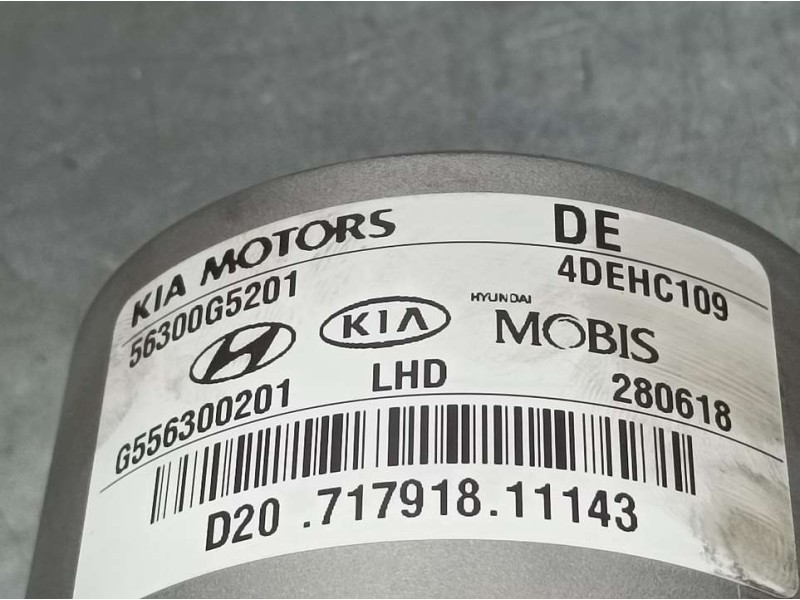 KIA MOTORS DE
56300G5201 4DEHC109
KIA HYUNDAI MOBIS
G556300201 LHD 280618
D20 .717918.11143